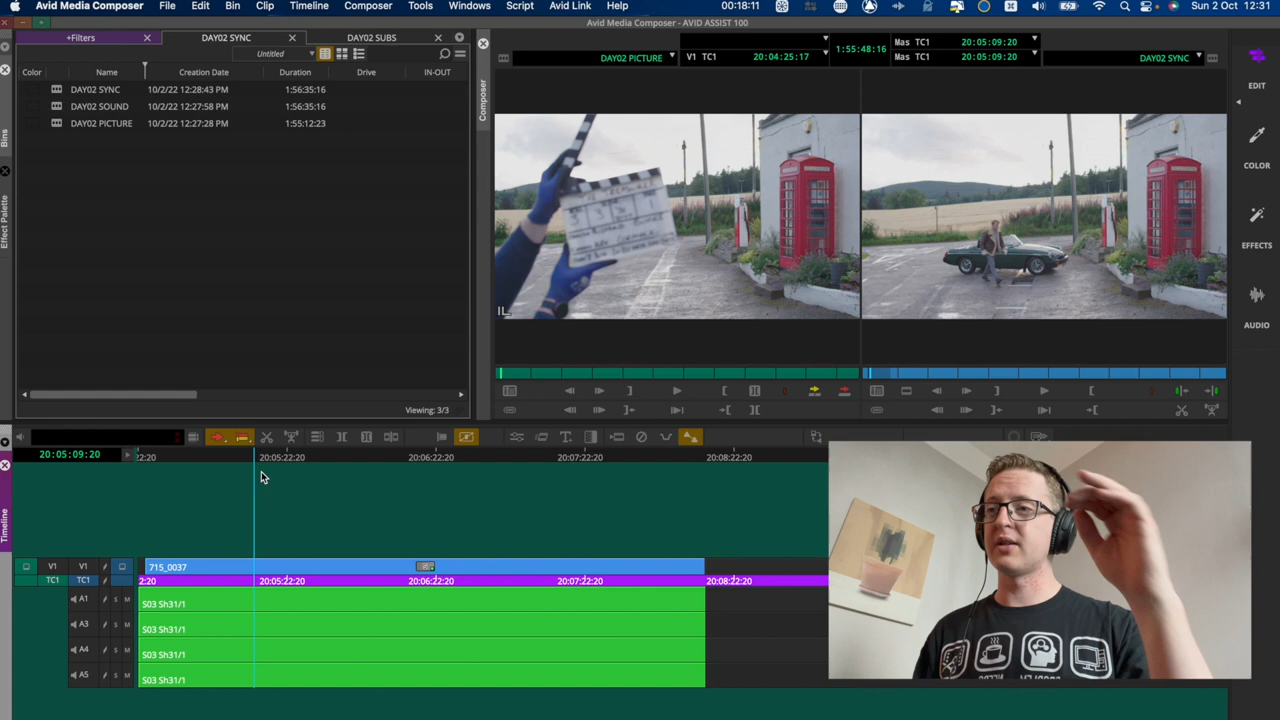 Avid Media Composer File Edit Bin Clip Timeline Composer Tools Windows Script Avid Link Help
00:18:11 Sun 2 Oct 12:31
Avid Media Composer - AVID ASSIST 100
+Filters DAY02 SYNC DAY02 SUBS
Untitled
Color Name Creation Date Duration Drive IN-OUT
DAY02 SYNC 10/2/22 12:28:43 PM 1:56:35:16
DAY02 SOUND 10/2/22 12:27:58 PM 1:56:35:16
DAY02 PICTURE 10/2/22 12:27:28 PM 1:55:12:23
Viewing: 3/3
Bins
Effect Palette
Composer
DAY02 PICTURE V1 TC1 20:04:25:17 1:55:48:16
Mas TC1 20:05:09:20
Mas TC1 20:05:09:20
DAY02 SYNC
EDIT
COLOR
EFFECTS
AUDIO
Timeline
20:05:09:20
22:20 20:05:22:20 20:06:22:20 20:07:22:20 20:08:22:20
V1 V1 715_0037
TC1 TC1 2:20 20:05:22:20 20:06:22:20 20:07:22:20 20:08:22:20
A1 S M S03 Sh31/1
A3 S M S03 Sh31/1
A4 S M S03 Sh31/1
A5 S M S03 Sh31/1